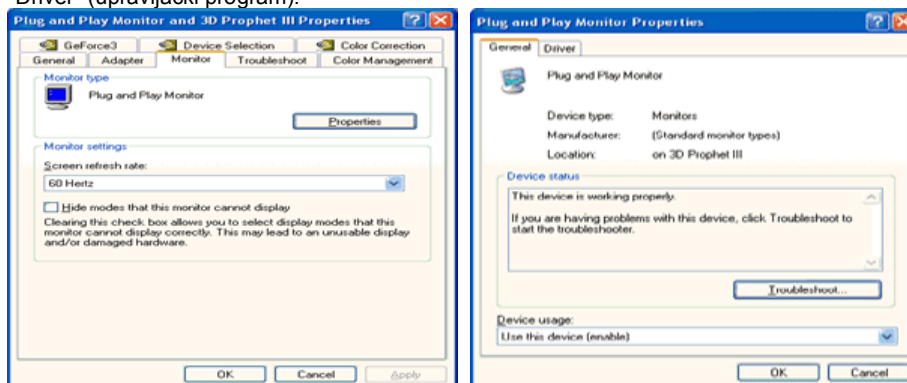 "Driver" (upravljački program).
Plug and Play Monitor and 3D Prophet III Properties
GeForce3 Device Selection Color Correction
General Adapter Monitor Troubleshoot Color Management
Monitor type
Plug and Play Monitor
Properties
Monitor settings
Screen refresh rate:
60 Hertz
Hide modes that this monitor cannot display
Clearing this check box allows you to select display modes that this
monitor cannot display correctly. This may lead to an unusable display
and/or damaged hardware.
OK Cancel Apply
Plug and Play Monitor Properties
General Driver
Plug and Play Monitor
Device type: Monitors
Manufacturer: (Standard monitor types)
Location: on 3D Prophet III
Device status
This device is working properly.
If you are having problems with this device, click Troubleshoot to
start the troubleshooter.
Troubleshoot...
Device usage:
Use this device (enable)
OK Cancel